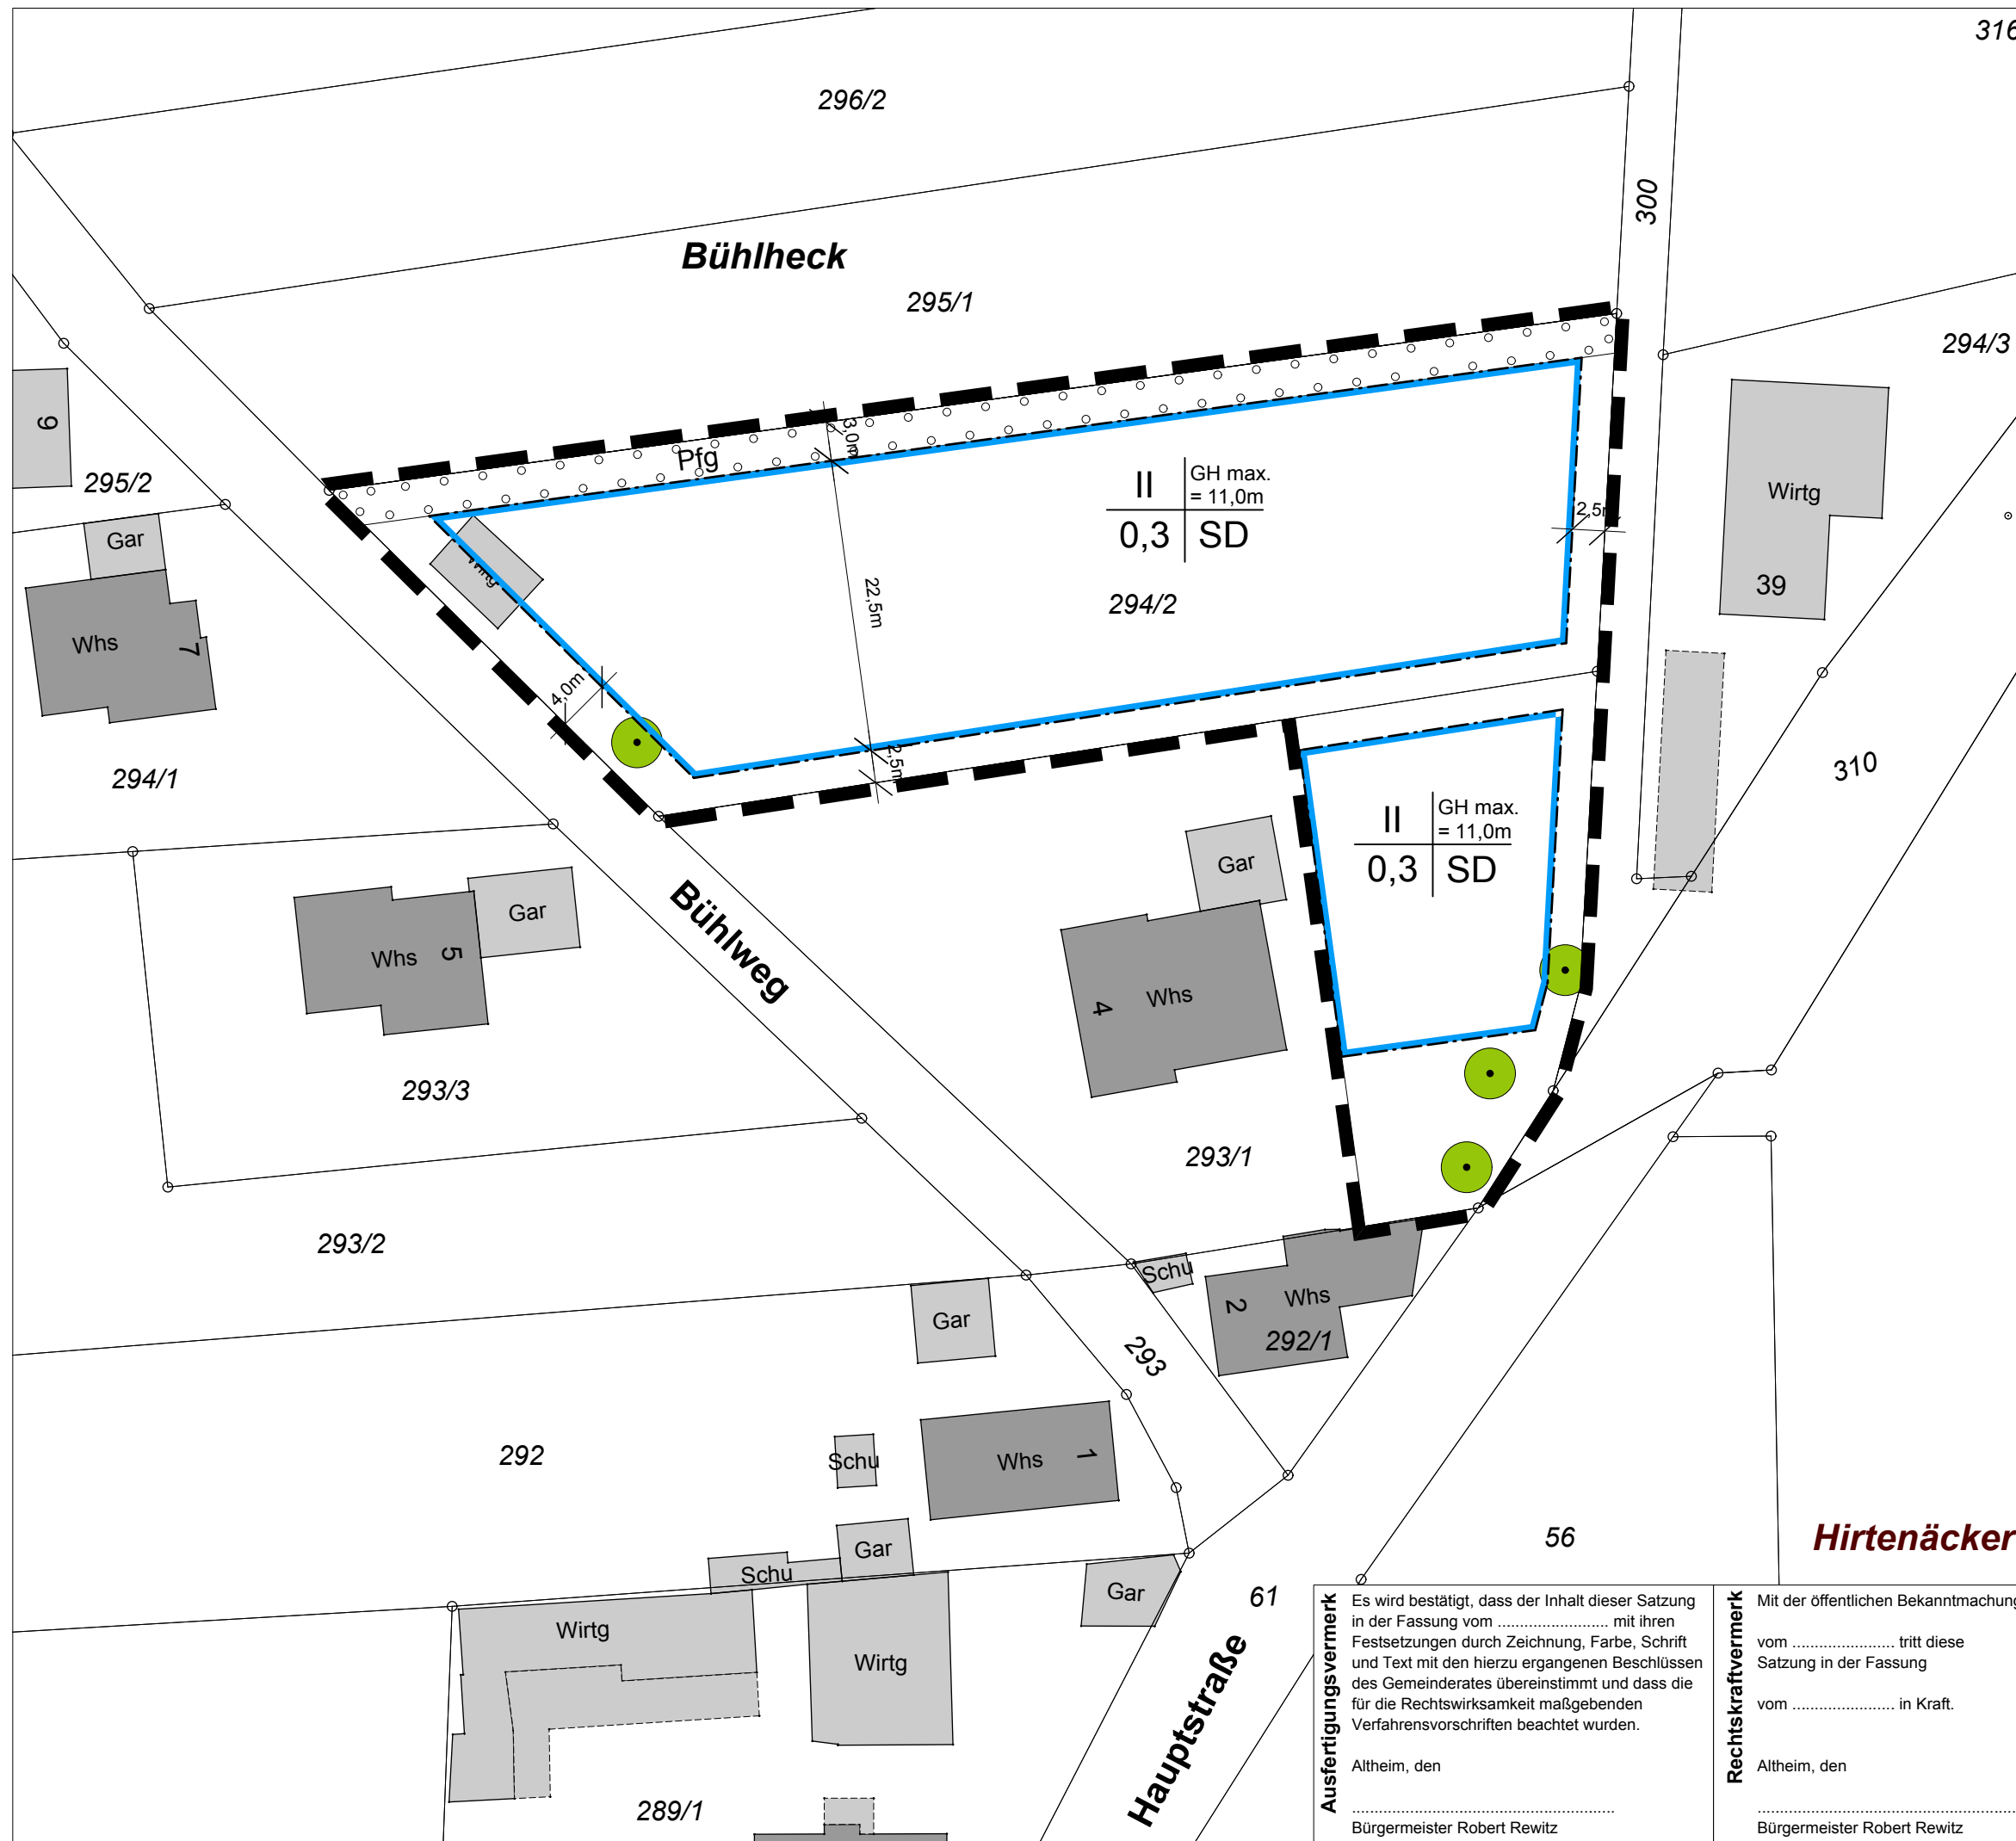 316
296/2
300
Bühlheck
295/1
294/3
9
295/2
Pfg
3,0m
II
GH max.
= 11,0m
0,3
SD
2,5m
Wirtg
Gar
Wirtg
39
22,5m
294/2
Whs
7
4,0m
2,5m
294/1
310
II
GH max.
= 11,0m
0,3
SD
Gar
Gar
Whs
5
Bühlweg
Whs
4
293/3
293/1
293/2
Schu
Whs
2
292/1
Gar
293
292
Whs
1
Schu
56
Hirtenäcker
Gar
Schu
Gar
61
Wirtg
Wirtg
Hauptstraße
289/1
Ausfertigungsvermerk
Es wird bestätigt, dass der Inhalt dieser Satzung
in der Fassung vom ......................... mit ihren
Festsetzungen durch Zeichnung, Farbe, Schrift
und Text mit den hierzu ergangenen Beschlüssen
des Gemeinderates übereinstimmt und dass die
für die Rechtswirksamkeit maßgebenden
Verfahrensvorschriften beachtet wurden.
Altheim, den
..........................................................
Bürgermeister Robert Rewitz
Rechtskraftvermerk
Mit der öffentlichen Bekanntmachung
vom ....................... tritt diese
Satzung in der Fassung
vom ....................... in Kraft.
Altheim, den
..........................................................
Bürgermeister Robert Rewitz